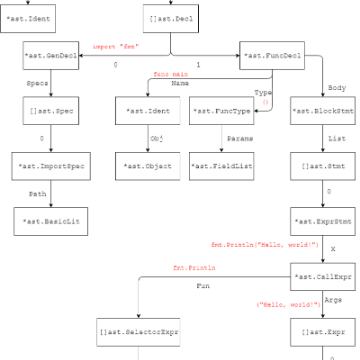 *ast.Ident
[]ast.Decl
import "fmt"
0
1
*ast.GenDecl
*ast.FuncDecl
func main
Specs
Name
Type
()
Body
[]ast.Spec
*ast.Ident
*ast.FuncType
*ast.BlockStmt
0
Obj
Params
List
*ast.ImportSpec
*ast.Object
*ast.FieldList
[]ast.Stmt
Path
0
*ast.BasicLit
*ast.ExprStmt
fmt.Println("Hello, world!")
X
fmt.Println
*ast.CallExpr
Fun
("Hello, world!")
Args
[]ast.SelectorExpr
[]ast.Expr
0